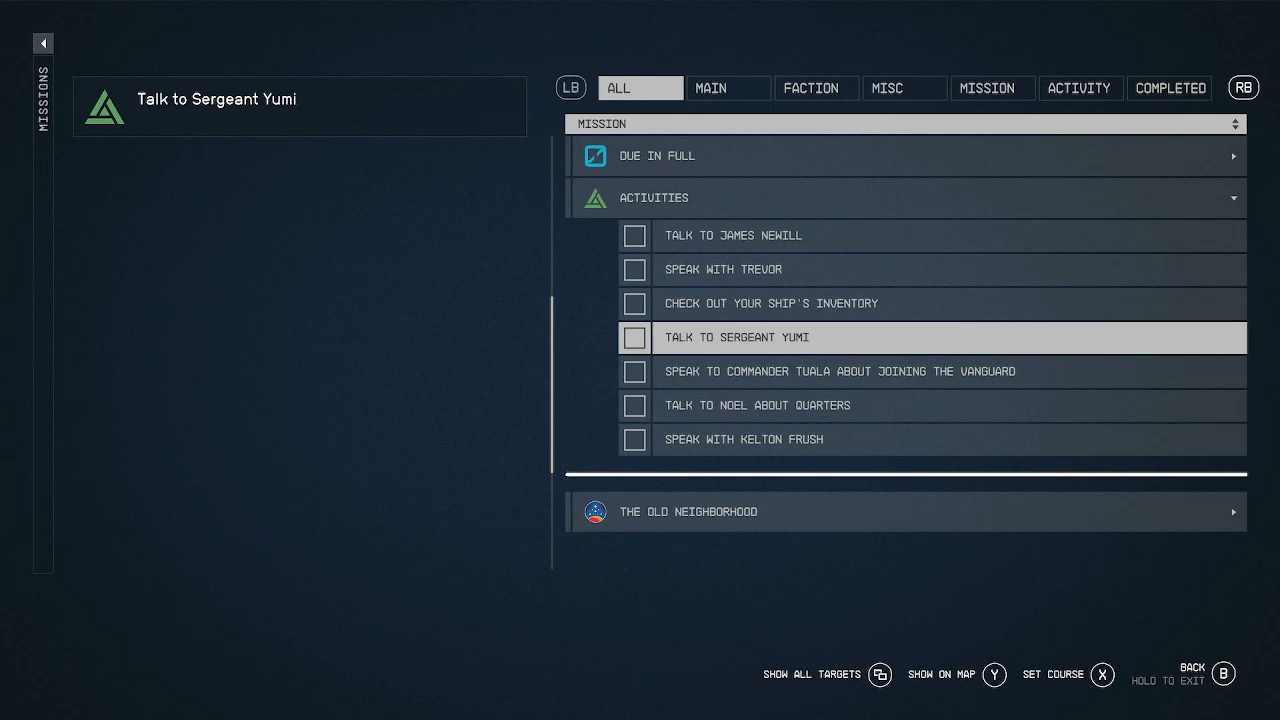 MISSIONS
Talk to Sergeant Yumi
LB
ALL
MAIN
FACTION
MISC
MISSION
ACTIVITY
COMPLETED
RB
MISSION
DUE IN FULL
ACTIVITIES
TALK TO JAMES NEWILL
SPEAK WITH TREVOR
CHECK OUT YOUR SHIP'S INVENTORY
TALK TO SERGEANT YUMI
SPEAK TO COMMANDER TUALA ABOUT JOINING THE VANGUARD
TALK TO NOEL ABOUT QUARTERS
SPEAK WITH KELTON FRUSH
THE OLD NEIGHBORHOOD
SHOW ALL TARGETS
SHOW ON MAP Y
SET COURSE X
BACK B
HOLD TO EXIT